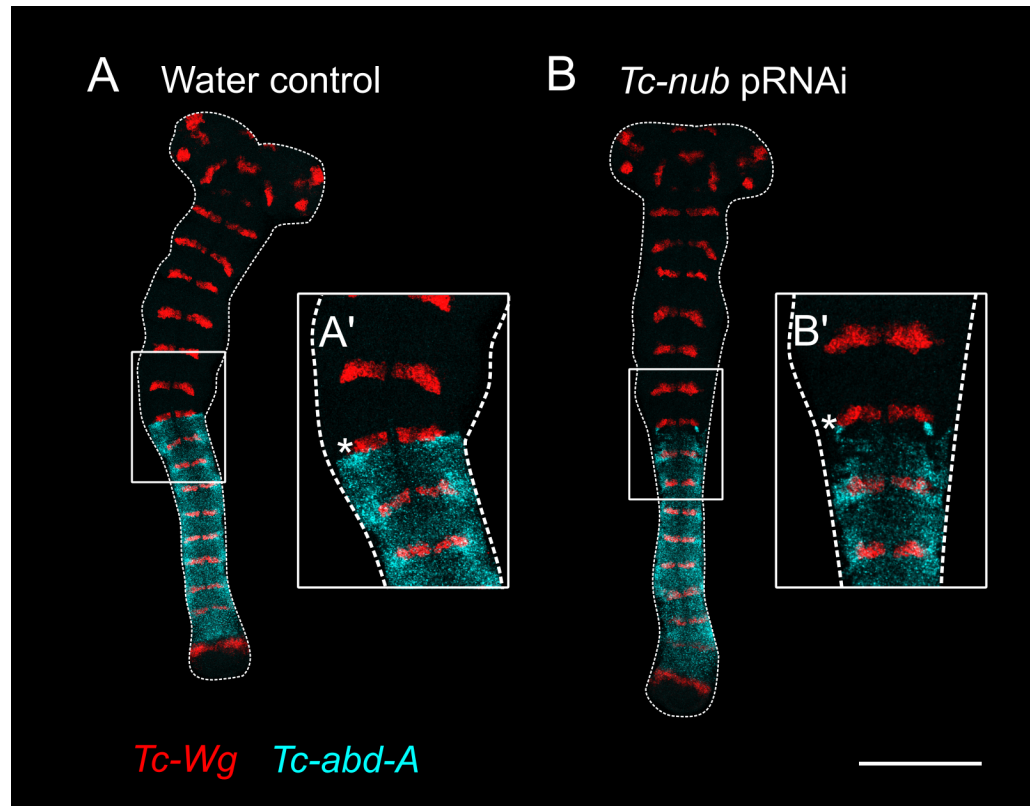 A Water control
B Tc-nub pRNAi
A'
*
B'
*
Tc-Wg Tc-abd-A